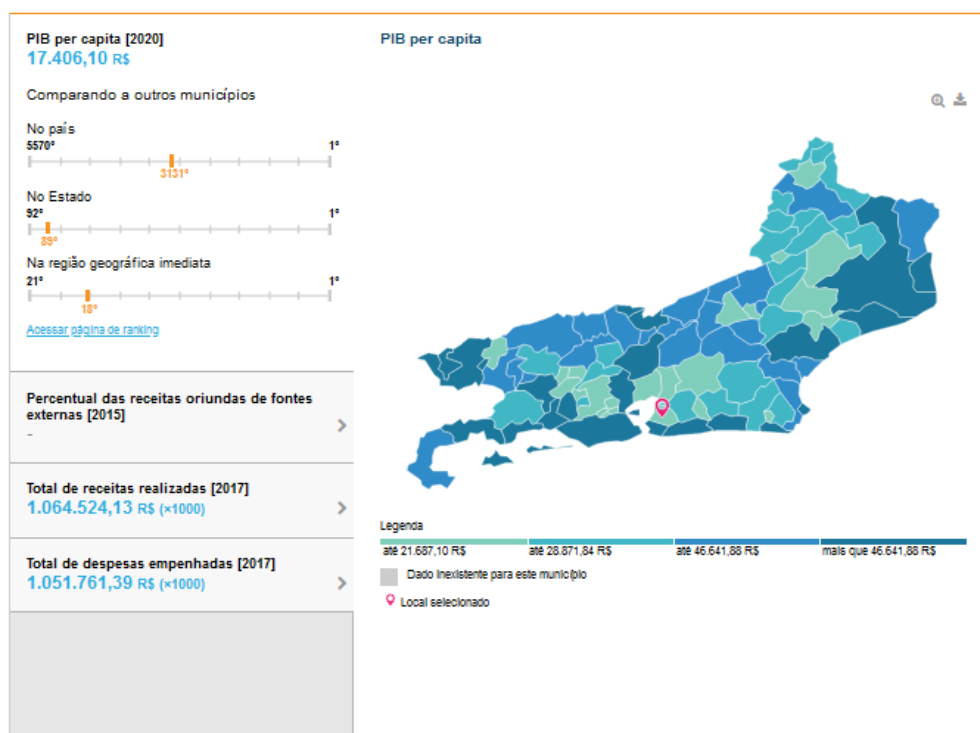 PIB per capita [2020]
17.406,10 R$
Comparando a outros municípios
No país
5570º 1º
3131º
No Estado
92º 1º
89º
Na região geográfica imediata
21º 1º
18º
Acessar página de ranking
Percentual das receitas oriundas de fontes
externas [2015]
-
Total de receitas realizadas [2017]
1.064.524,13 R$ (×1000)
Total de despesas empenhadas [2017]
1.051.761,39 R$ (×1000)
PIB per capita
Legenda
até 21.687,10 R$ até 28.871,84 R$ até 46.641,88 R$ mais que 46.641,88 R$
Dado inexistente para este município
Local selecionado